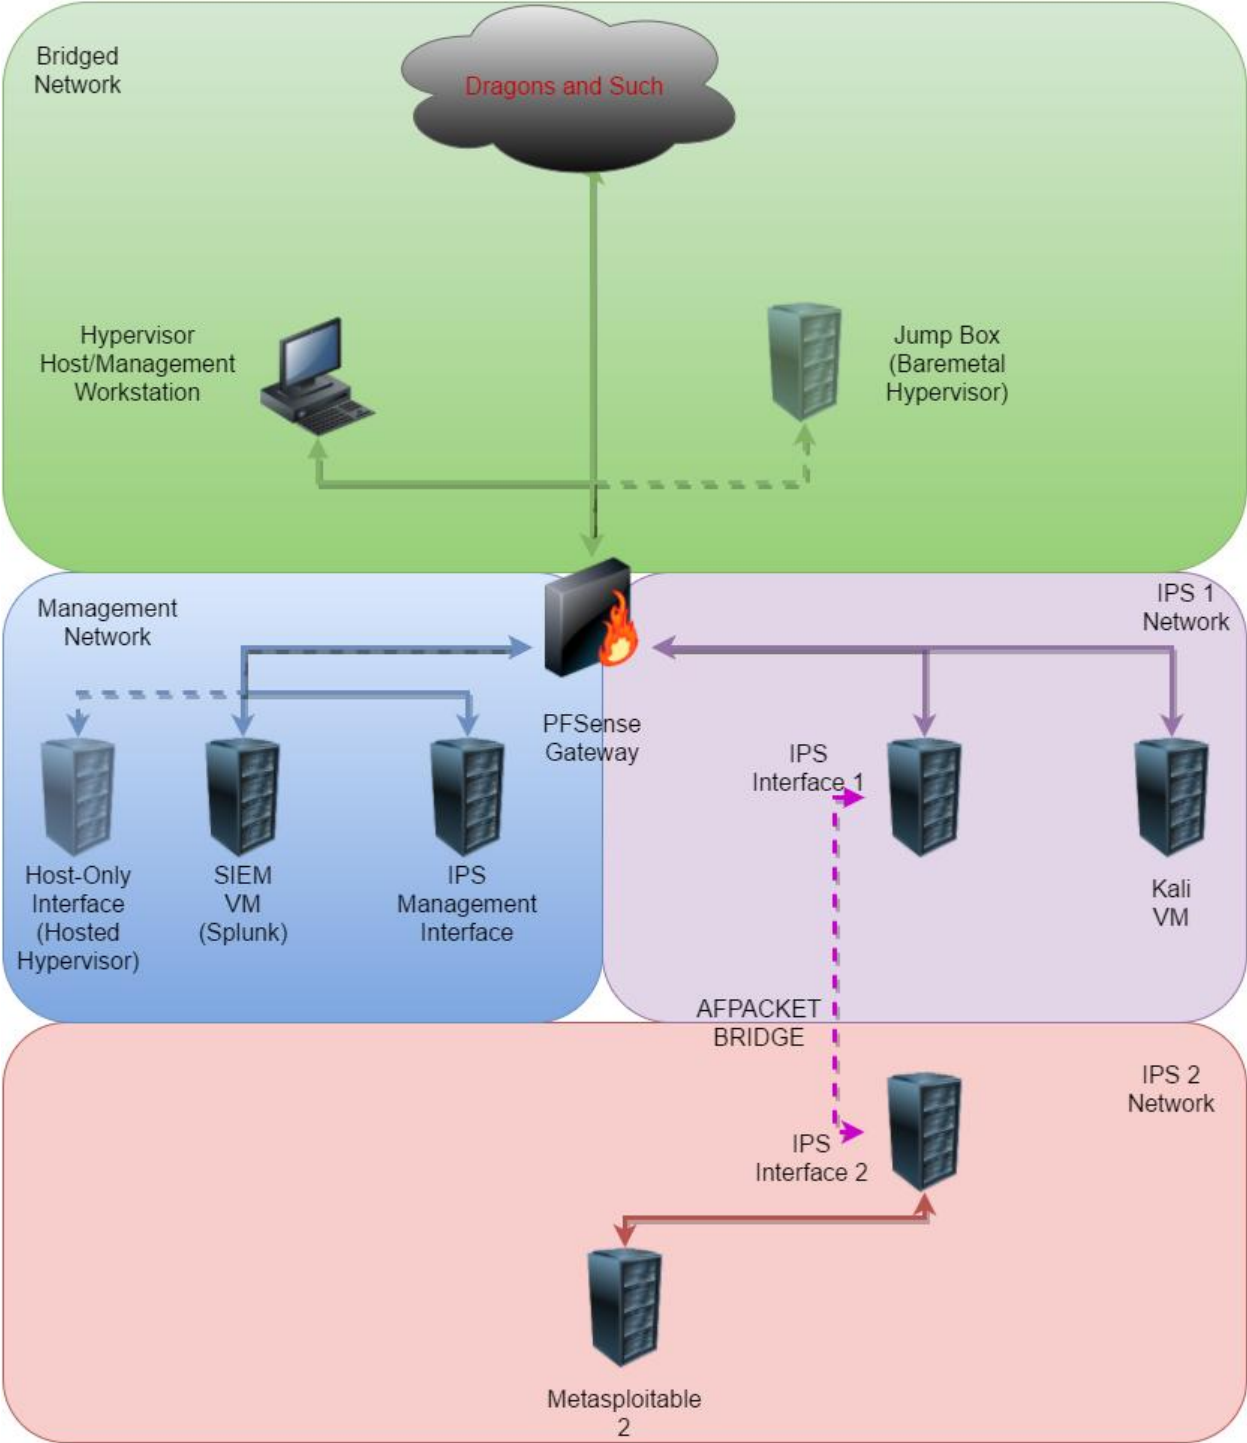 Bridged
Network
Dragons and Such
Hypervisor
Host/Management
Workstation
Jump Box
(Baremetal
Hypervisor)
Management
Network
IPS 1
Network
PFSense
Gateway
IPS
Interface 1
Host-Only
Interface
(Hosted
Hypervisor)
SIEM
VM
(Splunk)
IPS
Management
Interface
Kali
VM
AFPACKET
BRIDGE
IPS 2
Network
IPS
Interface 2
Metasploitable
2